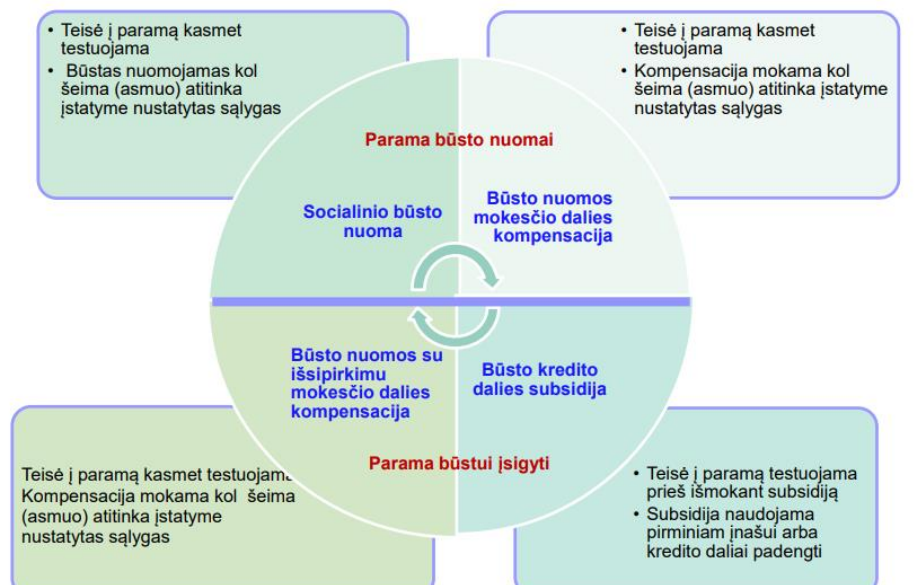 • Teisė į paramą kasmet
testuojama
• Būstas nuomojamas kol
šeima (asmuo) atitinka
įstatyme nustatytas sąlygas
• Teisė į paramą kasmet
testuojama
• Kompensacija mokama kol
šeima (asmuo) atitinka įstatyme
nustatytas sąlygas
Parama būsto nuomai
Socialinio būsto
nuoma
Būsto nuomos
mokesčio dalies
kompensacija
Būsto nuomos su
išsipirkimu
mokesčio dalies
kompensacija
Būsto kredito
dalies subsidija
Parama būstui įsigyti
Teisė į paramą kasmet testuojama
Kompensacija mokama kol šeima
(asmuo) atitinka įstatyme
nustatytas sąlygas
• Teisė į paramą testuojama
prieš išmokant subsidiją
• Subsidija naudojama
pirminiam įnašui arba
kredito daliai padengti